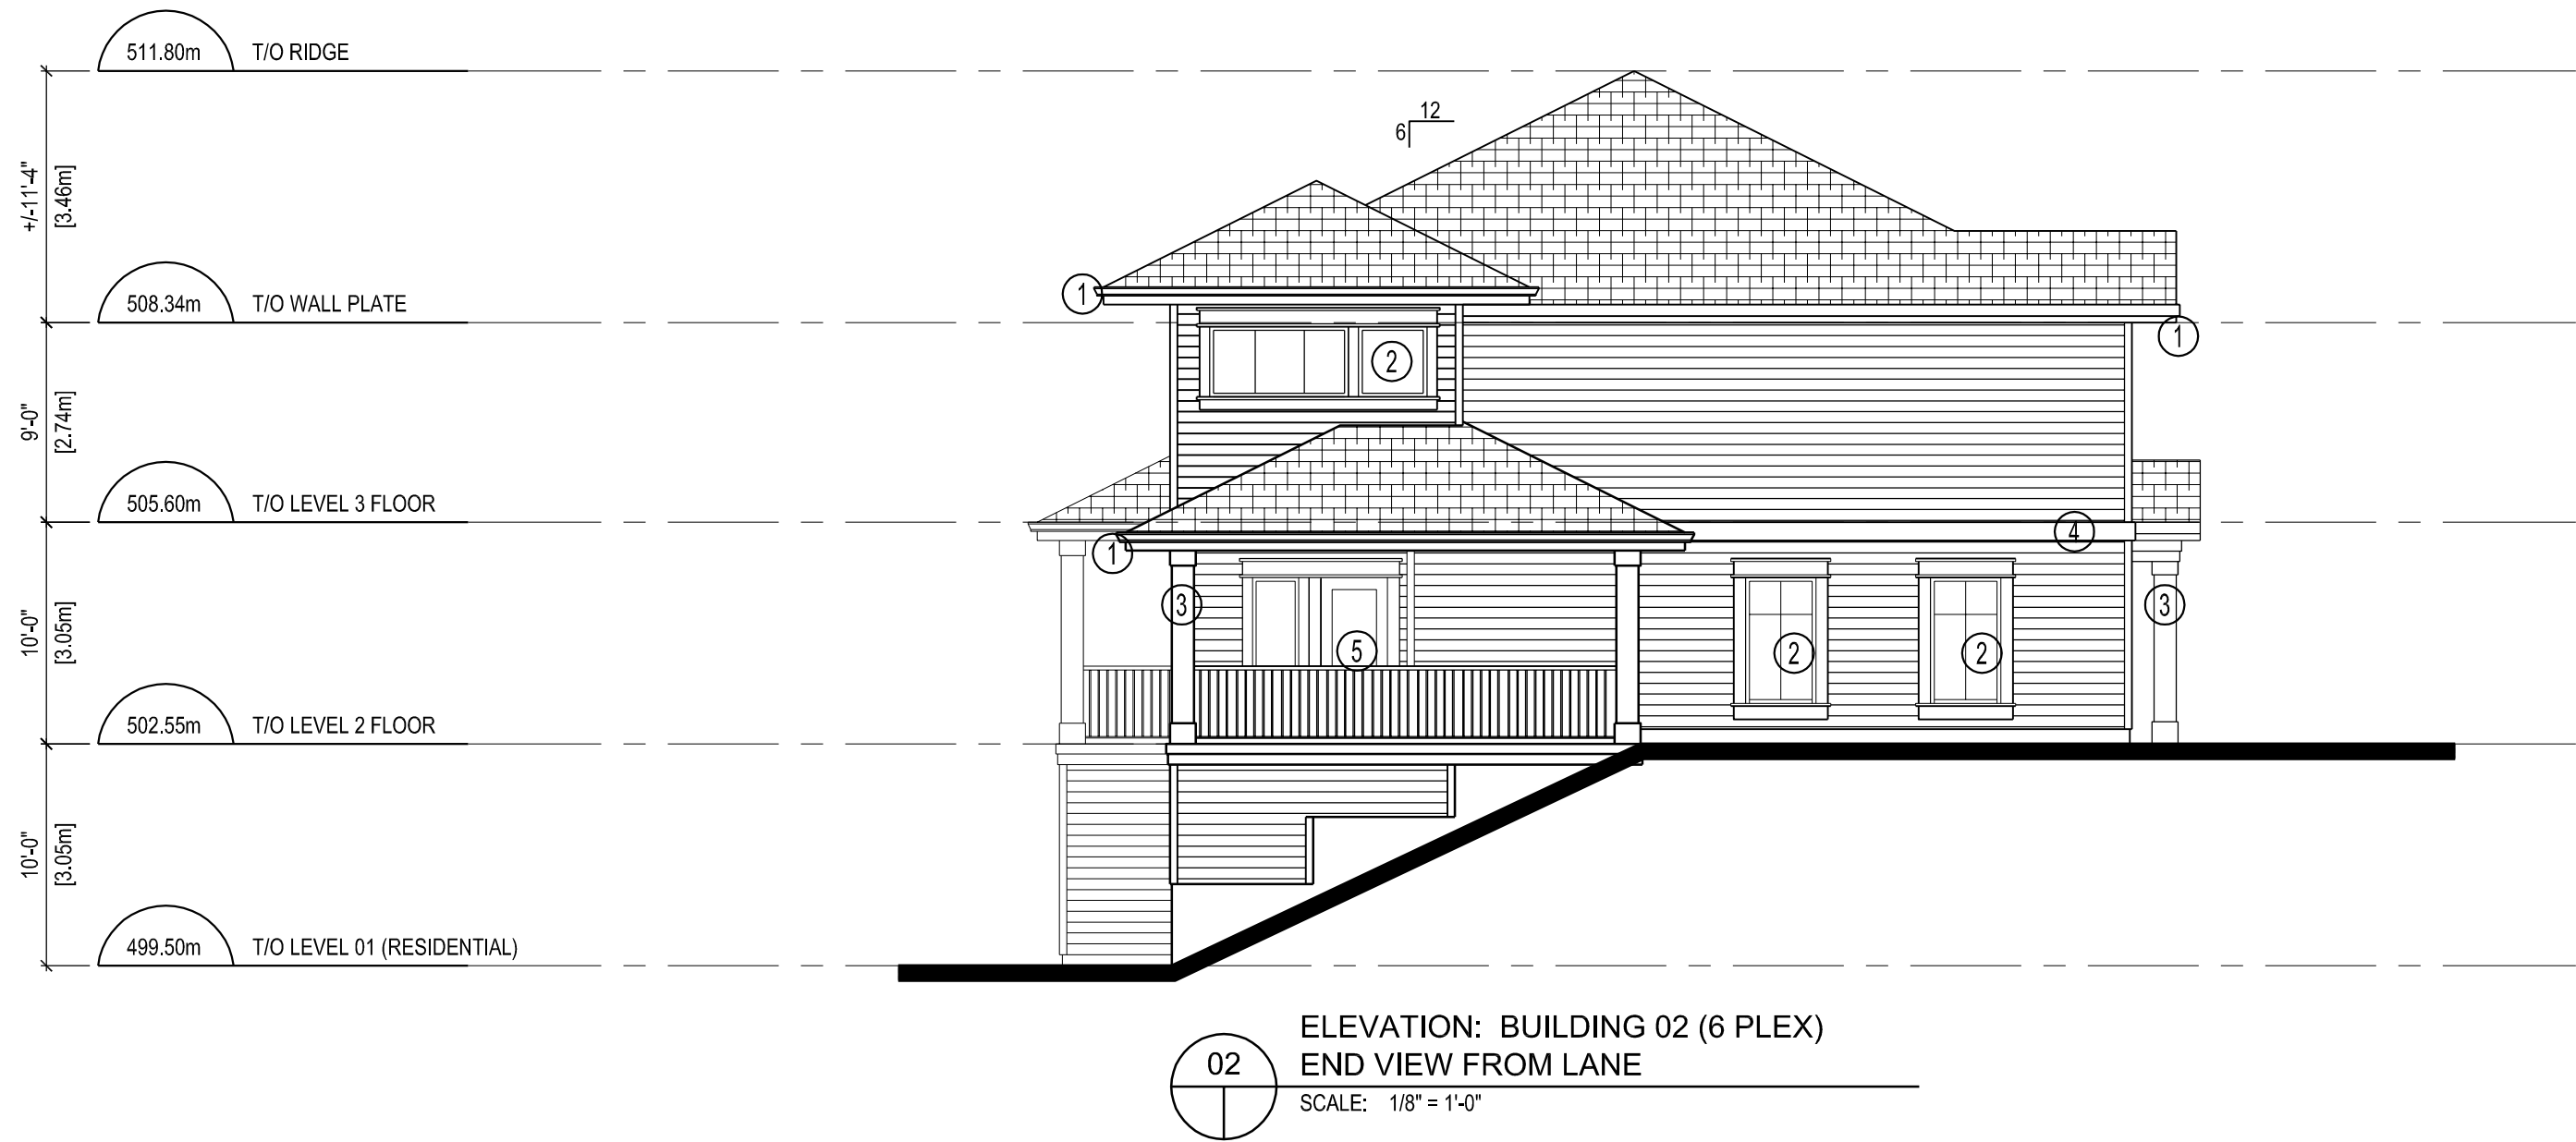 511.80m T/O RIDGE
12
6
+/-11'-4"
[3.46m]
1
508.34m T/O WALL PLATE
1
2
9'-0"
[2.74m]
505.60m T/O LEVEL 3 FLOOR
4
1
3
3
10'-0"
[3.05m]
5
2
2
502.55m T/O LEVEL 2 FLOOR
10'-0"
[3.05m]
499.50m T/O LEVEL 01 (RESIDENTIAL)
02
ELEVATION: BUILDING 02 (6 PLEX)
END VIEW FROM LANE
SCALE: 1/8" = 1'-0"